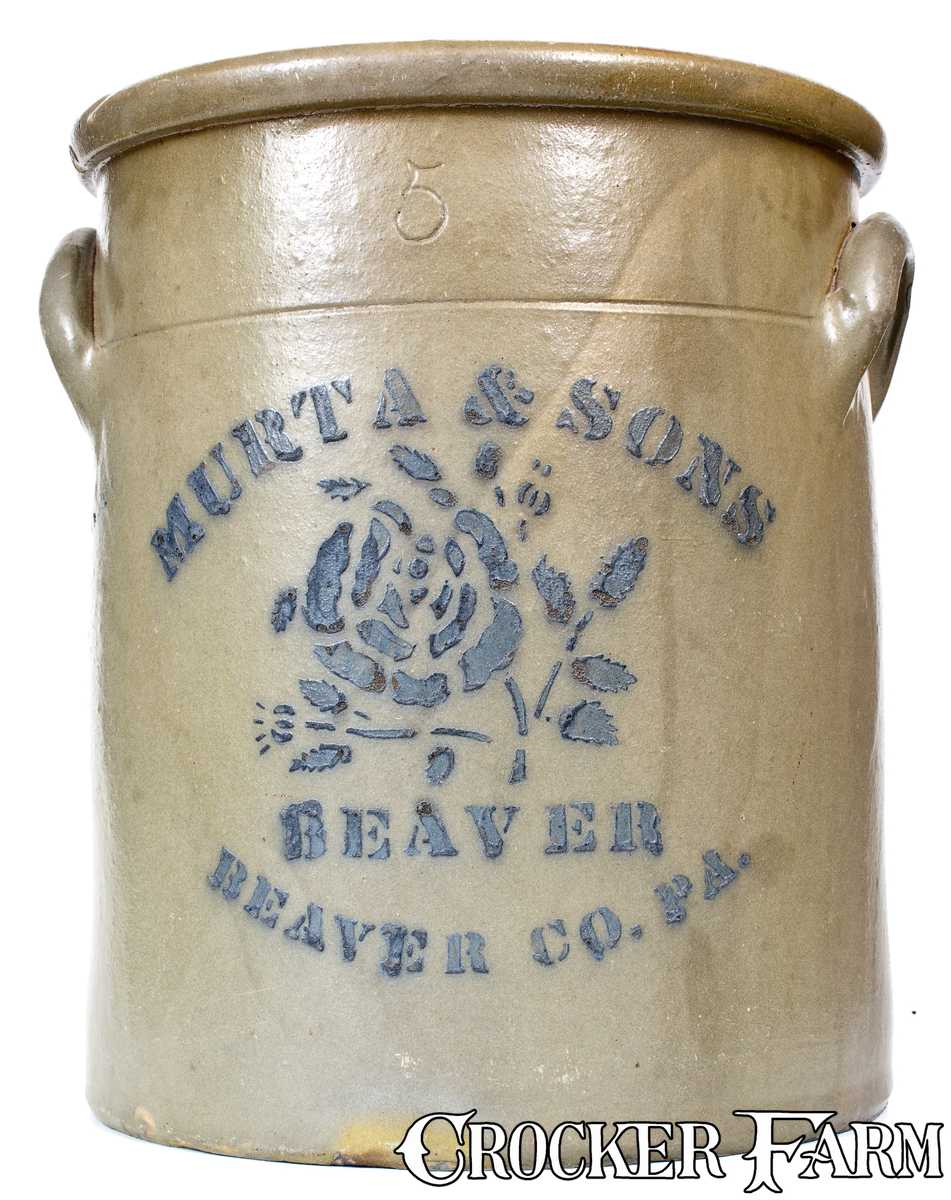 5
MURTA & SONS
BEAVER
BEAVER CO. PA.
CROCKER FARM